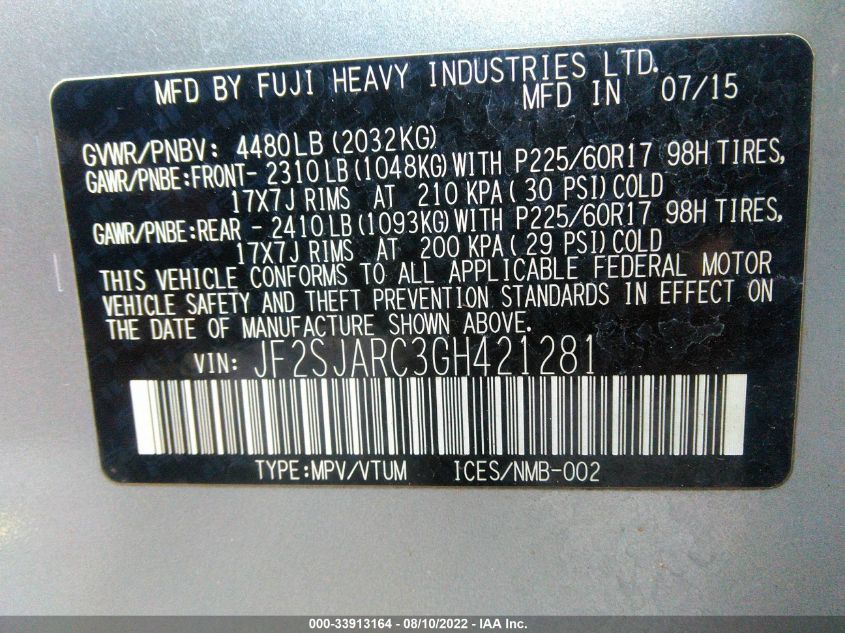 MFD BY FUJI HEAVY INDUSTRIES LTD.
MFD IN 07/15
GVWR/PNBV: 4480LB(2032KG)
GAWR/PNBE:FRONT- 2310LB(1048KG)WITH P225/60R17 98H TIRES,
17X7J RIMS AT 210 KPA(30 PSI)COLD
GAWR/PNBE:REAR - 2410LB(1093KG)WITH P225/60R17 98H TIRES,
17X7J RIMS AT 200 KPA(29 PSI)COLD
THIS VEHICLE CONFORMS TO ALL APPLICABLE FEDERAL MOTOR
VEHICLE SAFETY AND THEFT PREVENTION STANDARDS IN EFFECT ON
THE DATE OF MANUFACTURE SHOWN ABOVE.
VIN: JF2SJARC3GH421281
TYPE:MPV/VTUM ICES/NMB-002
000-33913164 - 08/10/2022 - IAA Inc.